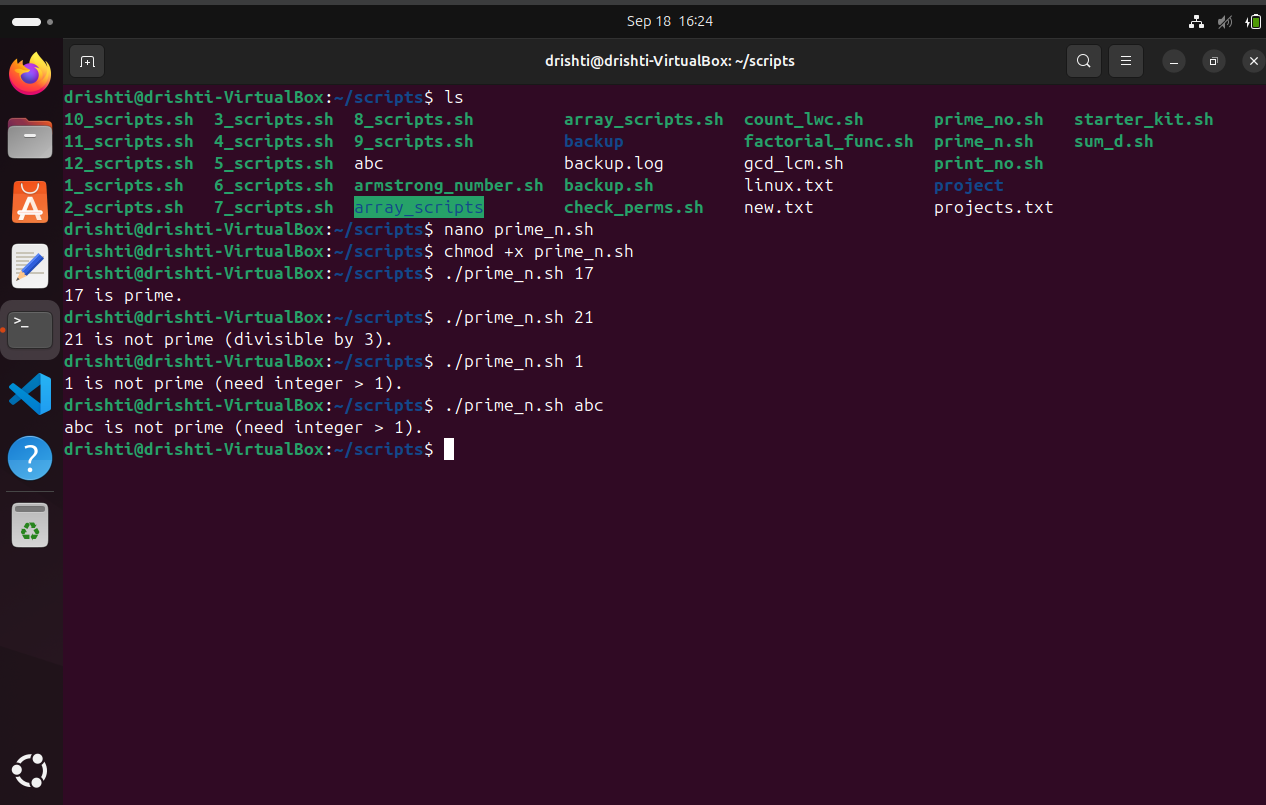 Sep 18 16:24
drishti@drishti-VirtualBox: ~/scripts
drishti@drishti-VirtualBox:~/scripts$ ls
10_scripts.sh 3_scripts.sh 8_scripts.sh array_scripts.sh count_lwc.sh prime_no.sh starter_kit.sh
11_scripts.sh 4_scripts.sh 9_scripts.sh backup factorial_func.sh prime_n.sh sum_d.sh
12_scripts.sh 5_scripts.sh abc backup.log gcd_lcm.sh print_no.sh
1_scripts.sh 6_scripts.sh armstrong_number.sh backup.sh linux.txt project
2_scripts.sh 7_scripts.sh array_scripts check_perms.sh new.txt projects.txt
drishti@drishti-VirtualBox:~/scripts$ nano prime_n.sh
drishti@drishti-VirtualBox:~/scripts$ chmod +x prime_n.sh
drishti@drishti-VirtualBox:~/scripts$ ./prime_n.sh 17
17 is prime.
drishti@drishti-VirtualBox:~/scripts$ ./prime_n.sh 21
21 is not prime (divisible by 3).
drishti@drishti-VirtualBox:~/scripts$ ./prime_n.sh 1
1 is not prime (need integer > 1).
drishti@drishti-VirtualBox:~/scripts$ ./prime_n.sh abc
abc is not prime (need integer > 1).
drishti@drishti-VirtualBox:~/scripts$